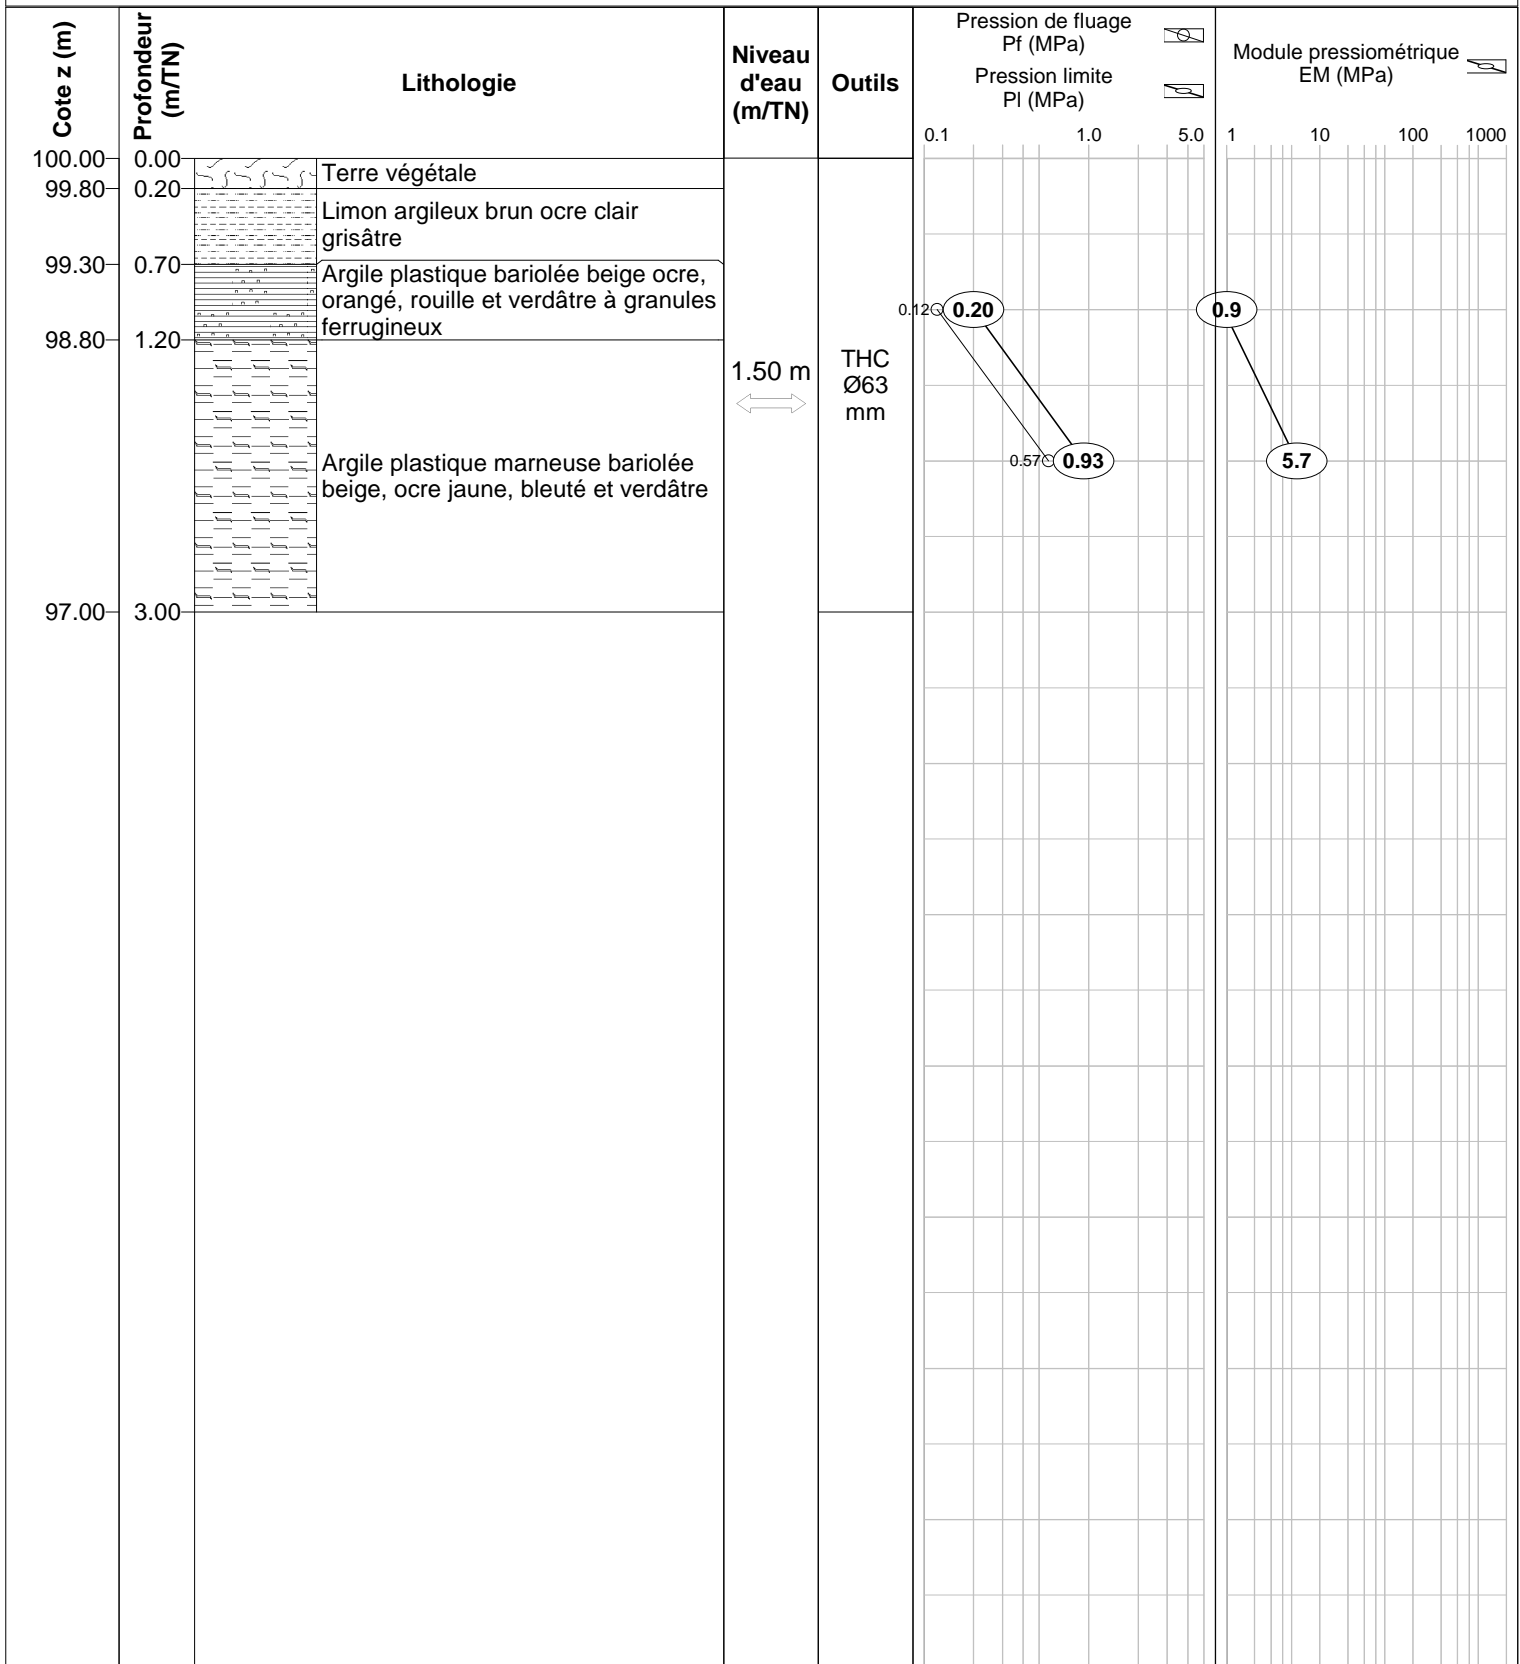 Cote z (m)
Profondeur
(m/TN)
Lithologie
Niveau
d'eau
(m/TN)
Outils
Pression de fluage
Pf (MPa)
Pression limite
Pl (MPa)
Module pressiométrique
EM (MPa)
0.1 1.0 5.0
1 10 100 1000
100.00 0.00
Terre végétale
99.80 0.20
Limon argileux brun ocre clair
grisâtre
99.30 0.70
Argile plastique bariolée beige ocre,
orangé, rouille et verdâtre à granules
ferrugineux
0.12 0.20 0.9
98.80 1.20
1.50 m
THC
Ø63
mm
Argile plastique marneuse bariolée
beige, ocre jaune, bleuté et verdâtre
0.57 0.93 5.7
97.00 3.00